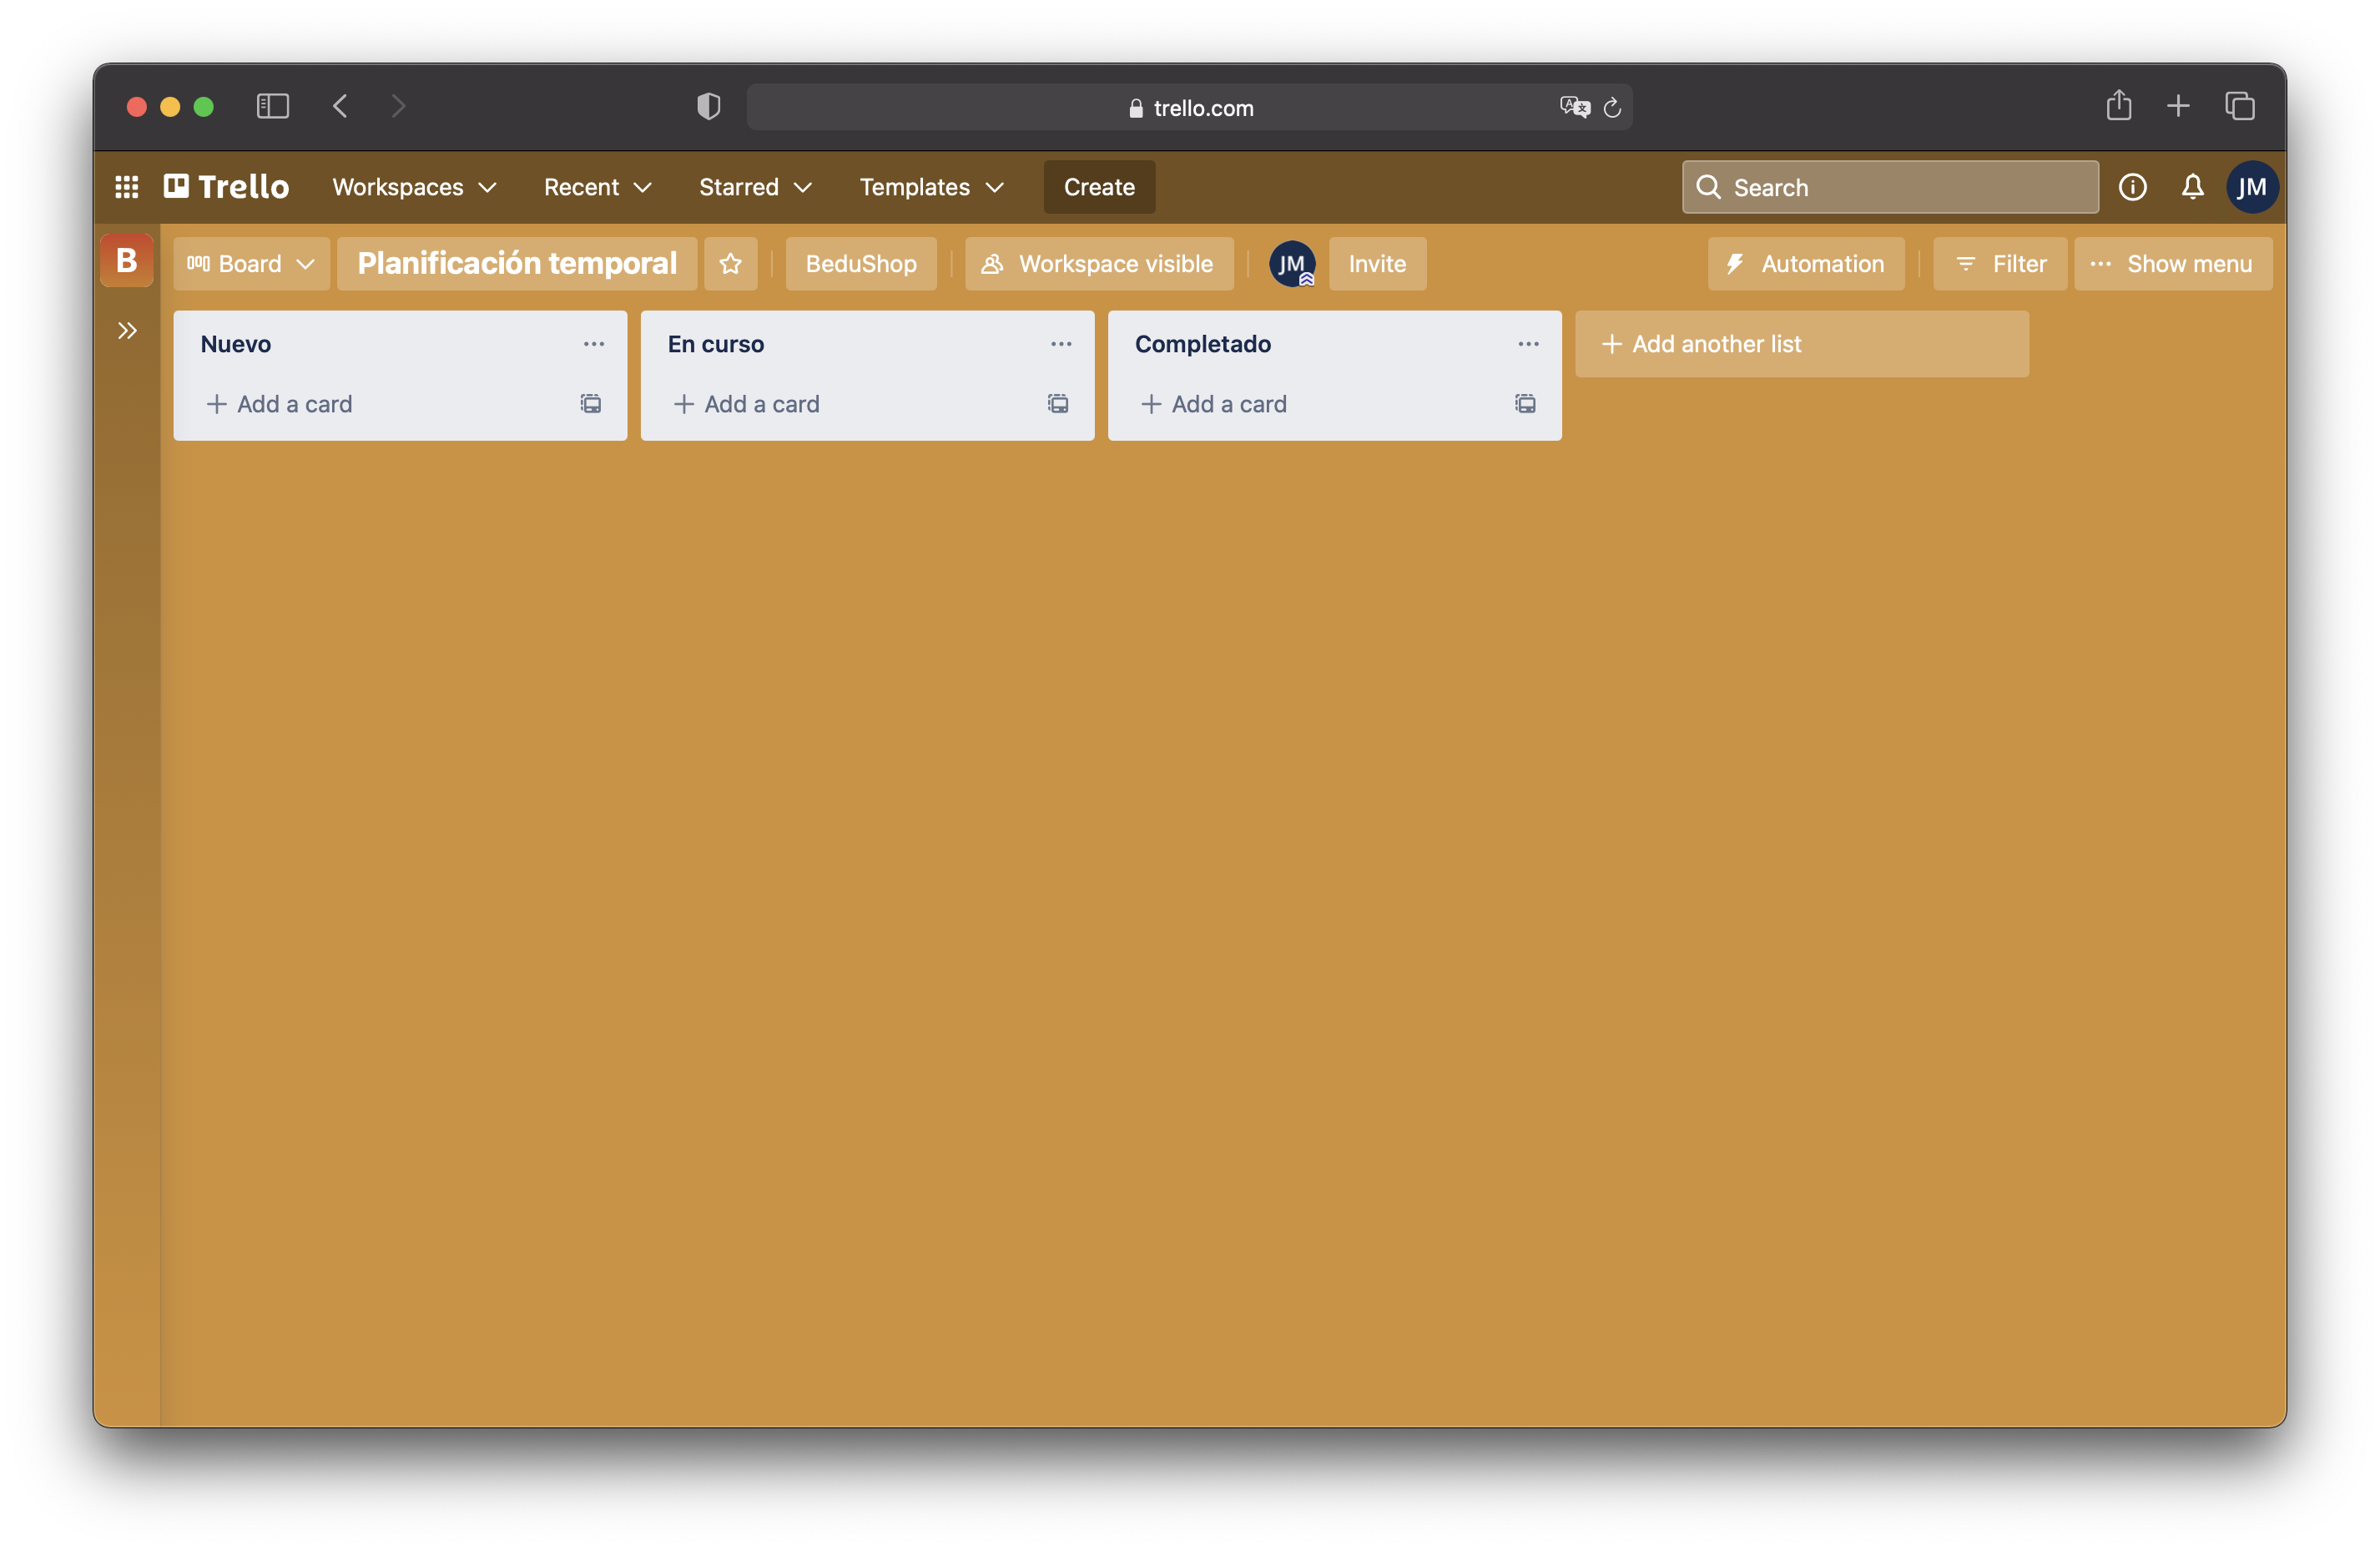 trello.com
Trello Workspaces Recent Starred Templates Create Search JM
B Board Planificación temporal BeduShop Workspace visible JM Invite Automation Filter Show menu
Nuevo En curso Completado + Add another list
+ Add a card + Add a card + Add a card